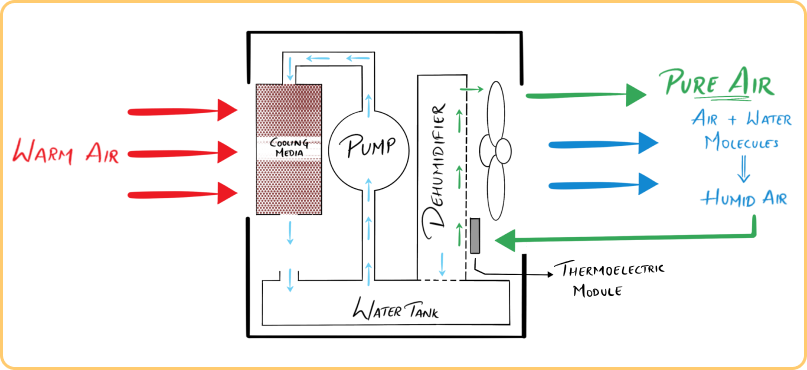 WARM AIR
COOLING
MEDIA
PUMP
DEHUMIDIFIER
WATER TANK
PURE AIR
AIR + WATER
MOLECULES
HUMID AIR
THERMOELECTRIC
MODULE